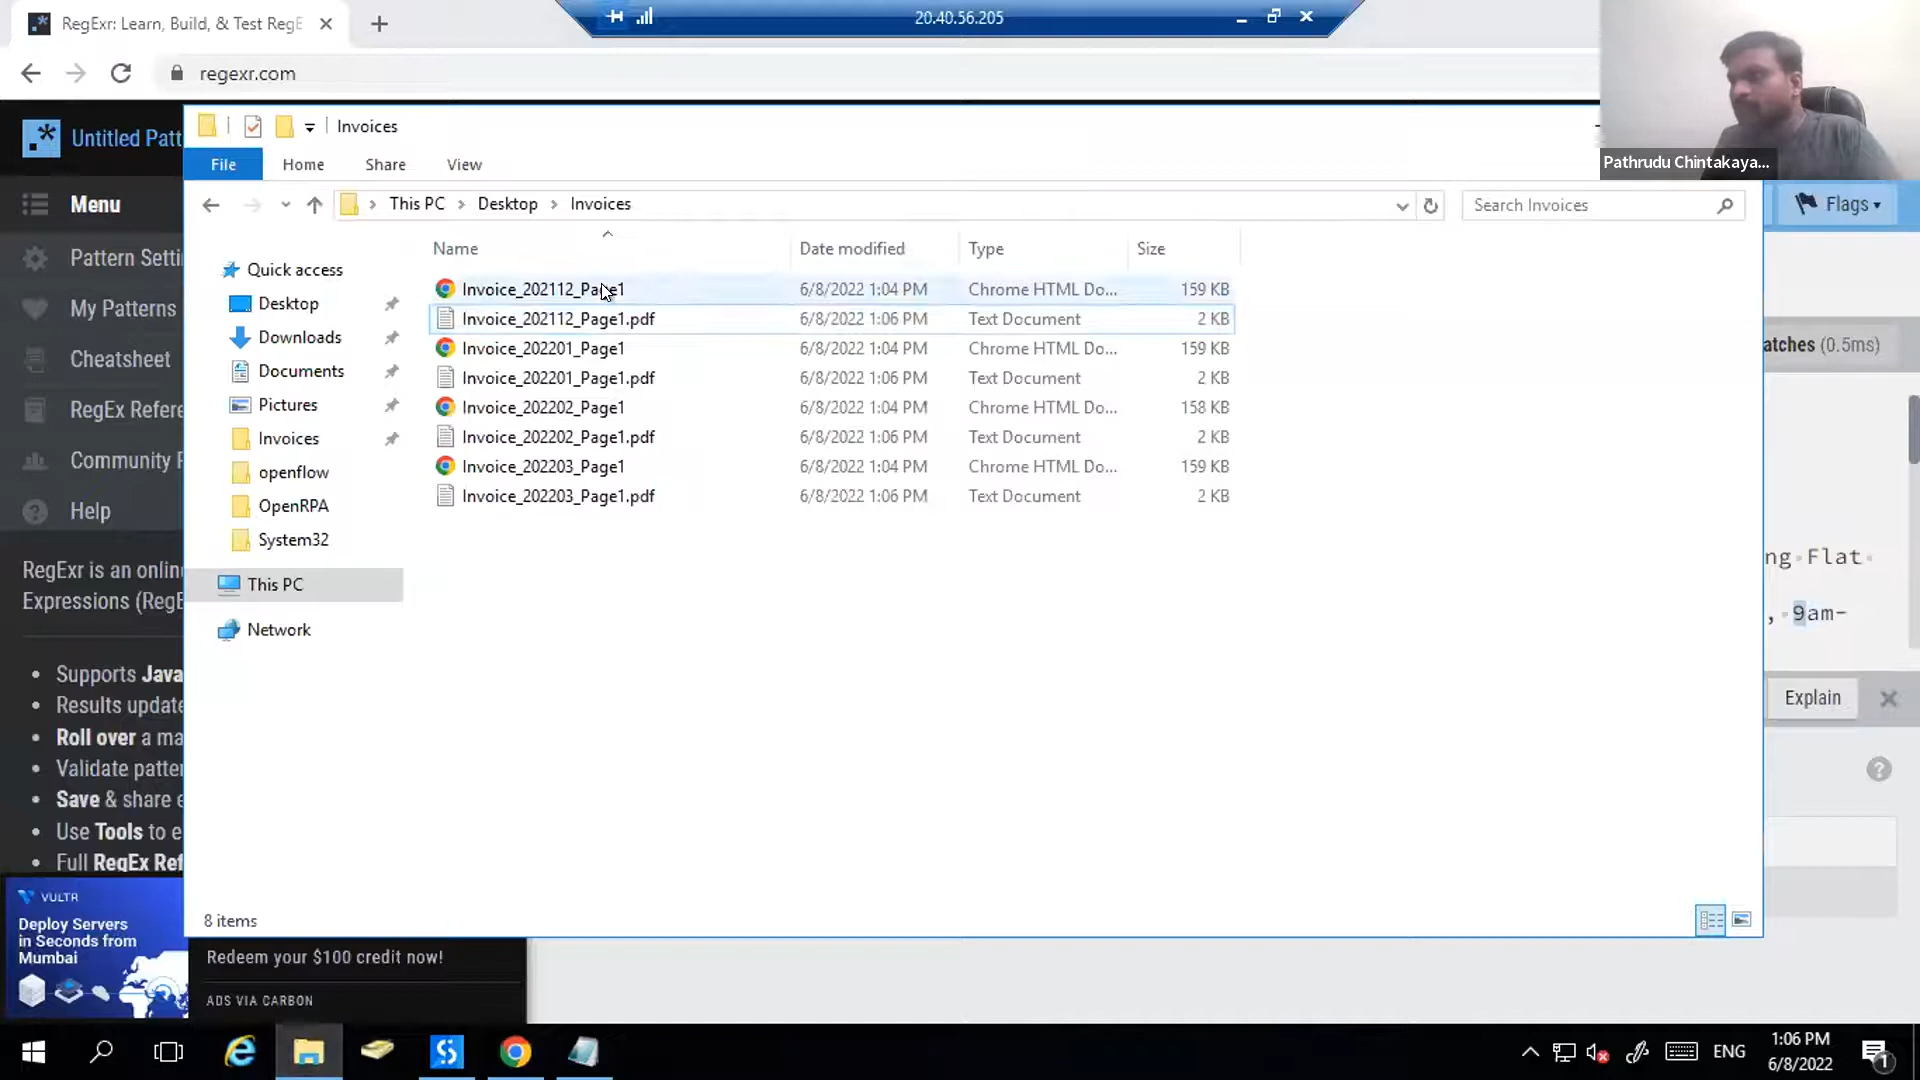 RegExr: Learn, Build, & Test RegE
20.40.56.205
regexr.com
Pathrudu Chintakaya...
Untitled Patt
Invoices
File
Home
Share
View
Menu
This PC
Desktop
Invoices
Search Invoices
Flags
Name
Date modified
Type
Size
Pattern Setti
My Patterns
Cheatsheet
RegEx Refere
Community P
Help
Quick access
Desktop
Downloads
Documents
Pictures
Invoices
openflow
OpenRPA
System32
This PC
Network
Invoice_202112_Page1 6/8/2022 1:04 PM Chrome HTML Do... 159 KB
Invoice_202112_Page1.pdf 6/8/2022 1:06 PM Text Document 2 KB
Invoice_202201_Page1 6/8/2022 1:04 PM Chrome HTML Do... 159 KB
Invoice_202201_Page1.pdf 6/8/2022 1:06 PM Text Document 2 KB
Invoice_202202_Page1 6/8/2022 1:04 PM Chrome HTML Do... 158 KB
Invoice_202202_Page1.pdf 6/8/2022 1:06 PM Text Document 2 KB
Invoice_202203_Page1 6/8/2022 1:04 PM Chrome HTML Do... 159 KB
Invoice_202203_Page1.pdf 6/8/2022 1:06 PM Text Document 2 KB
atches (0.5ms)
ng Flat
, 9am-
Explain
RegExr is an onlin
Expressions (RegE
Supports Java
Results update
Roll over a ma
Validate patter
Save & share e
Use Tools to e
Full RegEx Ref
8 items
VULTR
Deploy Servers
in Seconds from
Mumbai
Redeem your $100 credit now!
ADS VIA CARBON
ENG
1:06 PM
6/8/2022
1